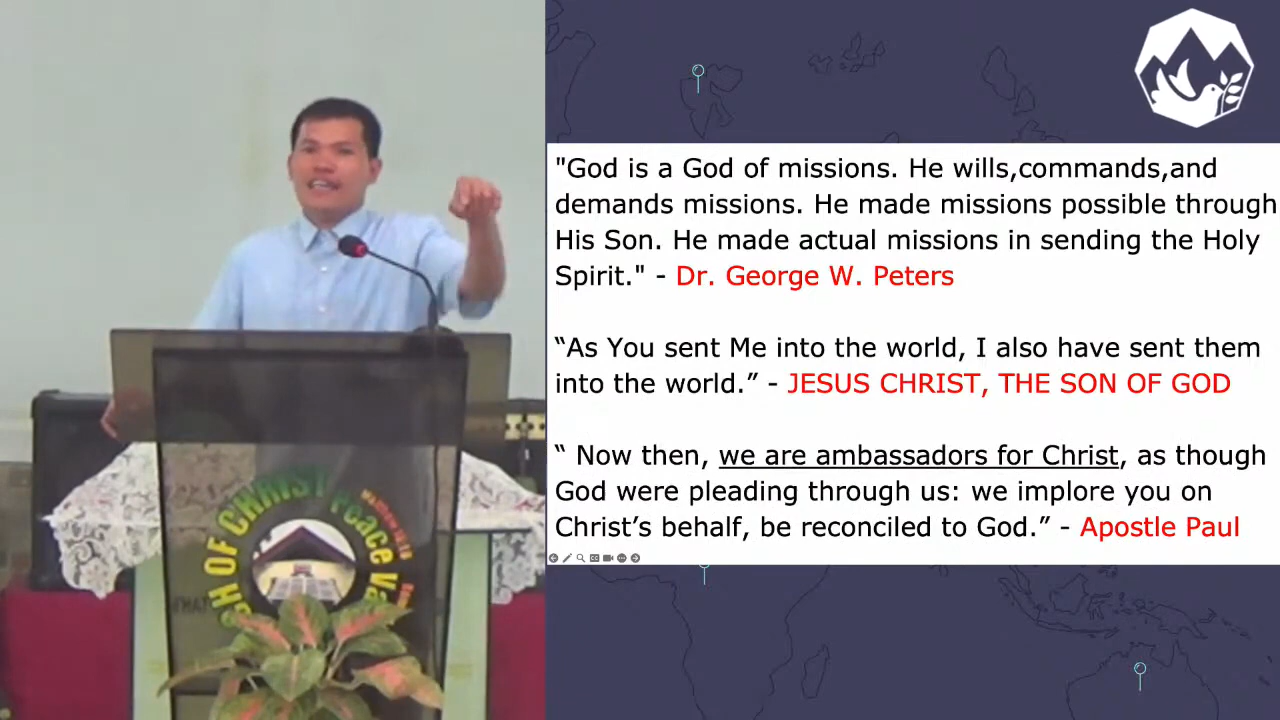 "God is a God of missions. He wills,commands,and
demands missions. He made missions possible through
His Son. He made actual missions in sending the Holy
Spirit." - Dr. George W. Peters
“As You sent Me into the world, I also have sent them
into the world.” - JESUS CHRIST, THE SON OF GOD
“ Now then, we are ambassadors for Christ, as though
God were pleading through us: we implore you on
Christ’s behalf, be reconciled to God.” - Apostle Paul
OF CHRIST Peace